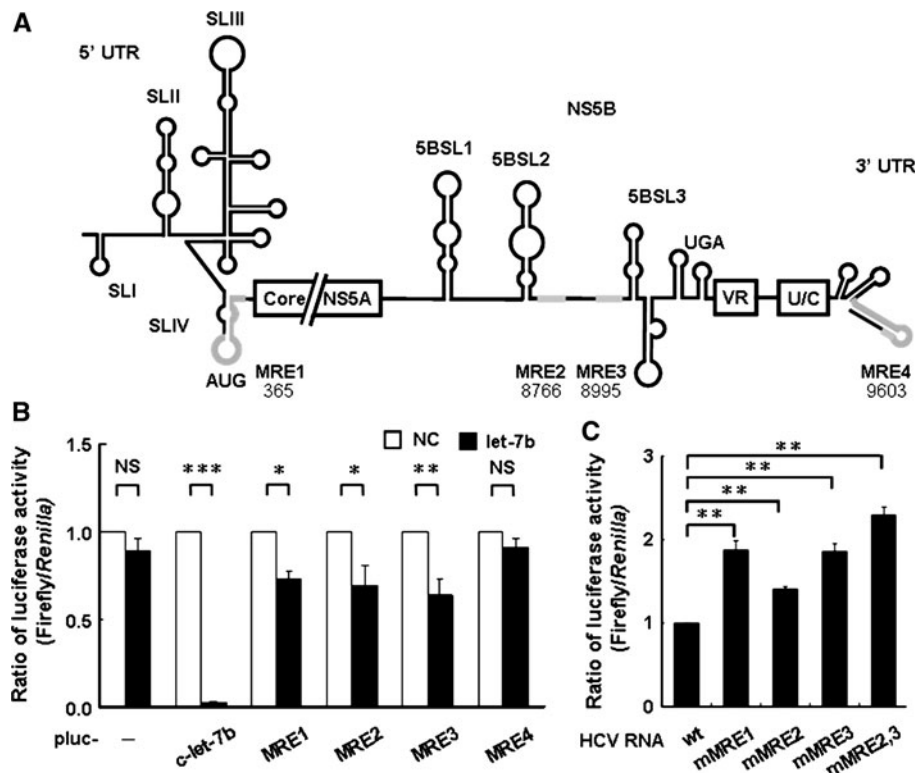 A
5' UTR
SLIII
SLII
NS5B
5BSL1
5BSL2
3' UTR
5BSL3
UGA
SLI
Core
NS5A
VR
U/C
SLIV
AUG
MRE1
365
MRE2
8766
MRE3
8995
MRE4
9603
B
NC
let-7b
Ratio of luciferase activity
(Firefly/Renilla)
1.5
1.0
0.5
0.0
NS
***
*
*
**
NS
pluc-
–
c-let-7b
MRE1
MRE2
MRE3
MRE4
C
Ratio of luciferase activity
(Firefly/Renilla)
3
2
1
0
**
**
**
**
HCV RNA
wt
mMRE1
mMRE2
mMRE3
mMRE2,3